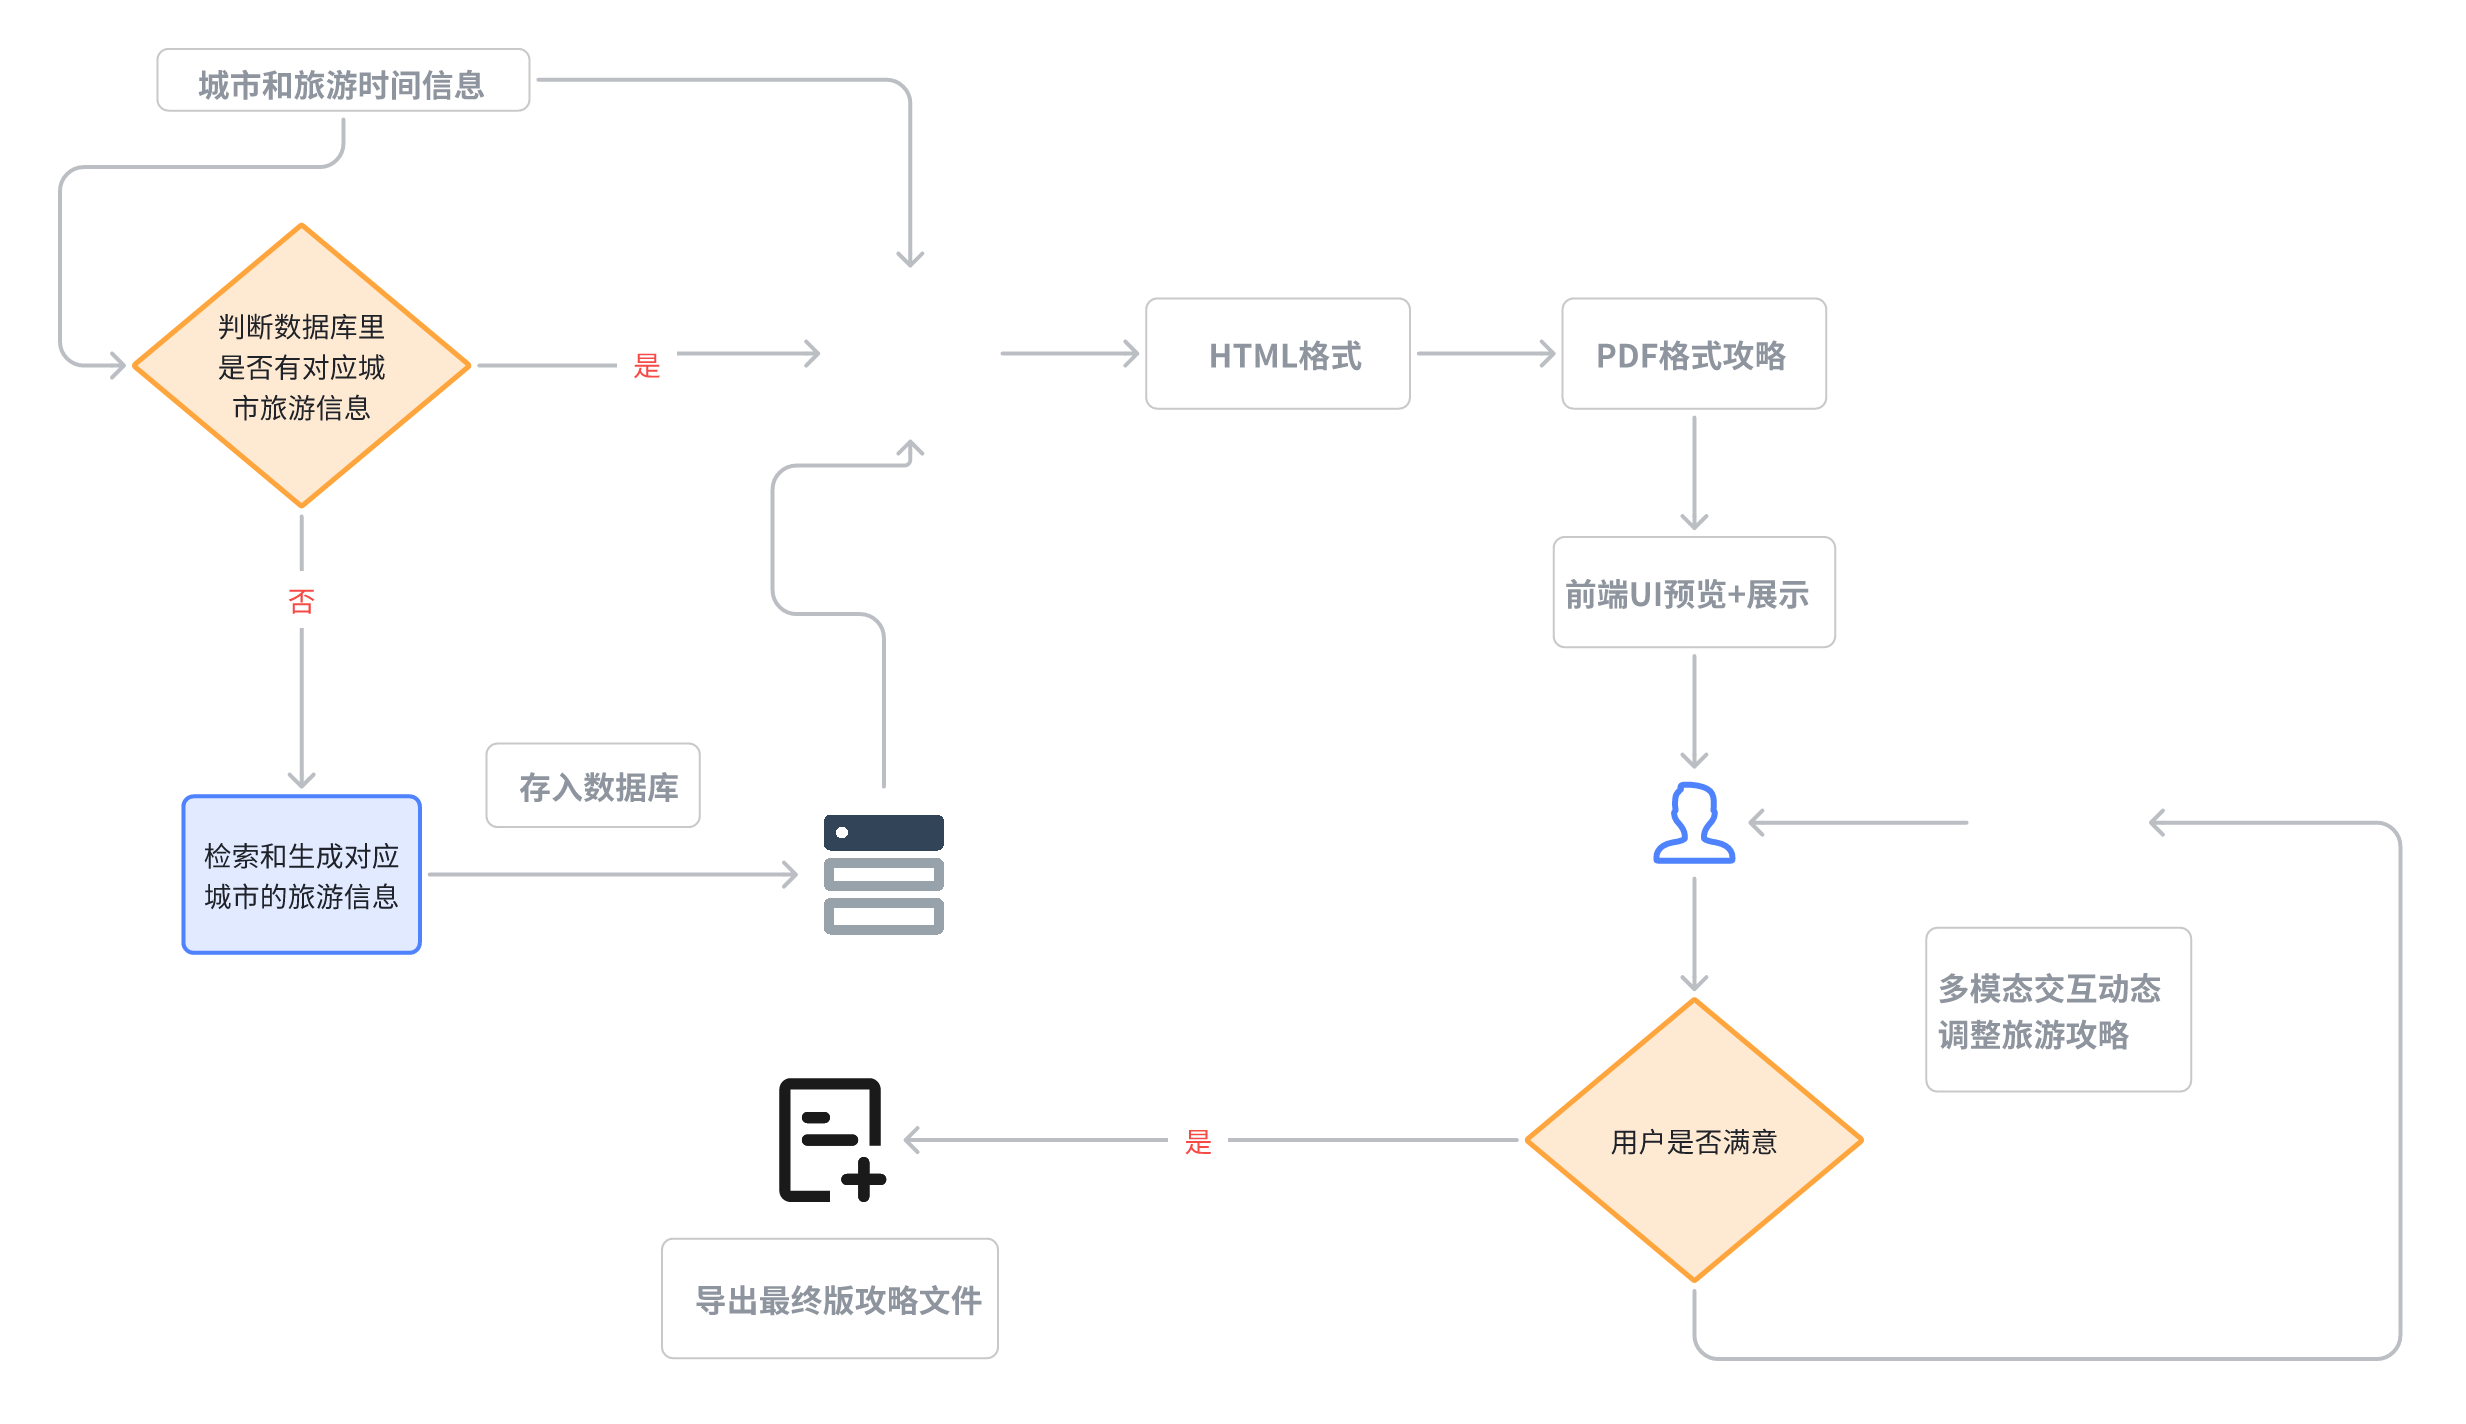 城市和旅游时间信息
判断数据库里
是否有对应城
市旅游信息
是
HTML格式
PDF格式攻略
否
前端UI预览+展示
存入数据库
检索和生成对应
城市的旅游信息
多模态交互动态
调整旅游攻略
是
用户是否满意
导出最终版攻略文件